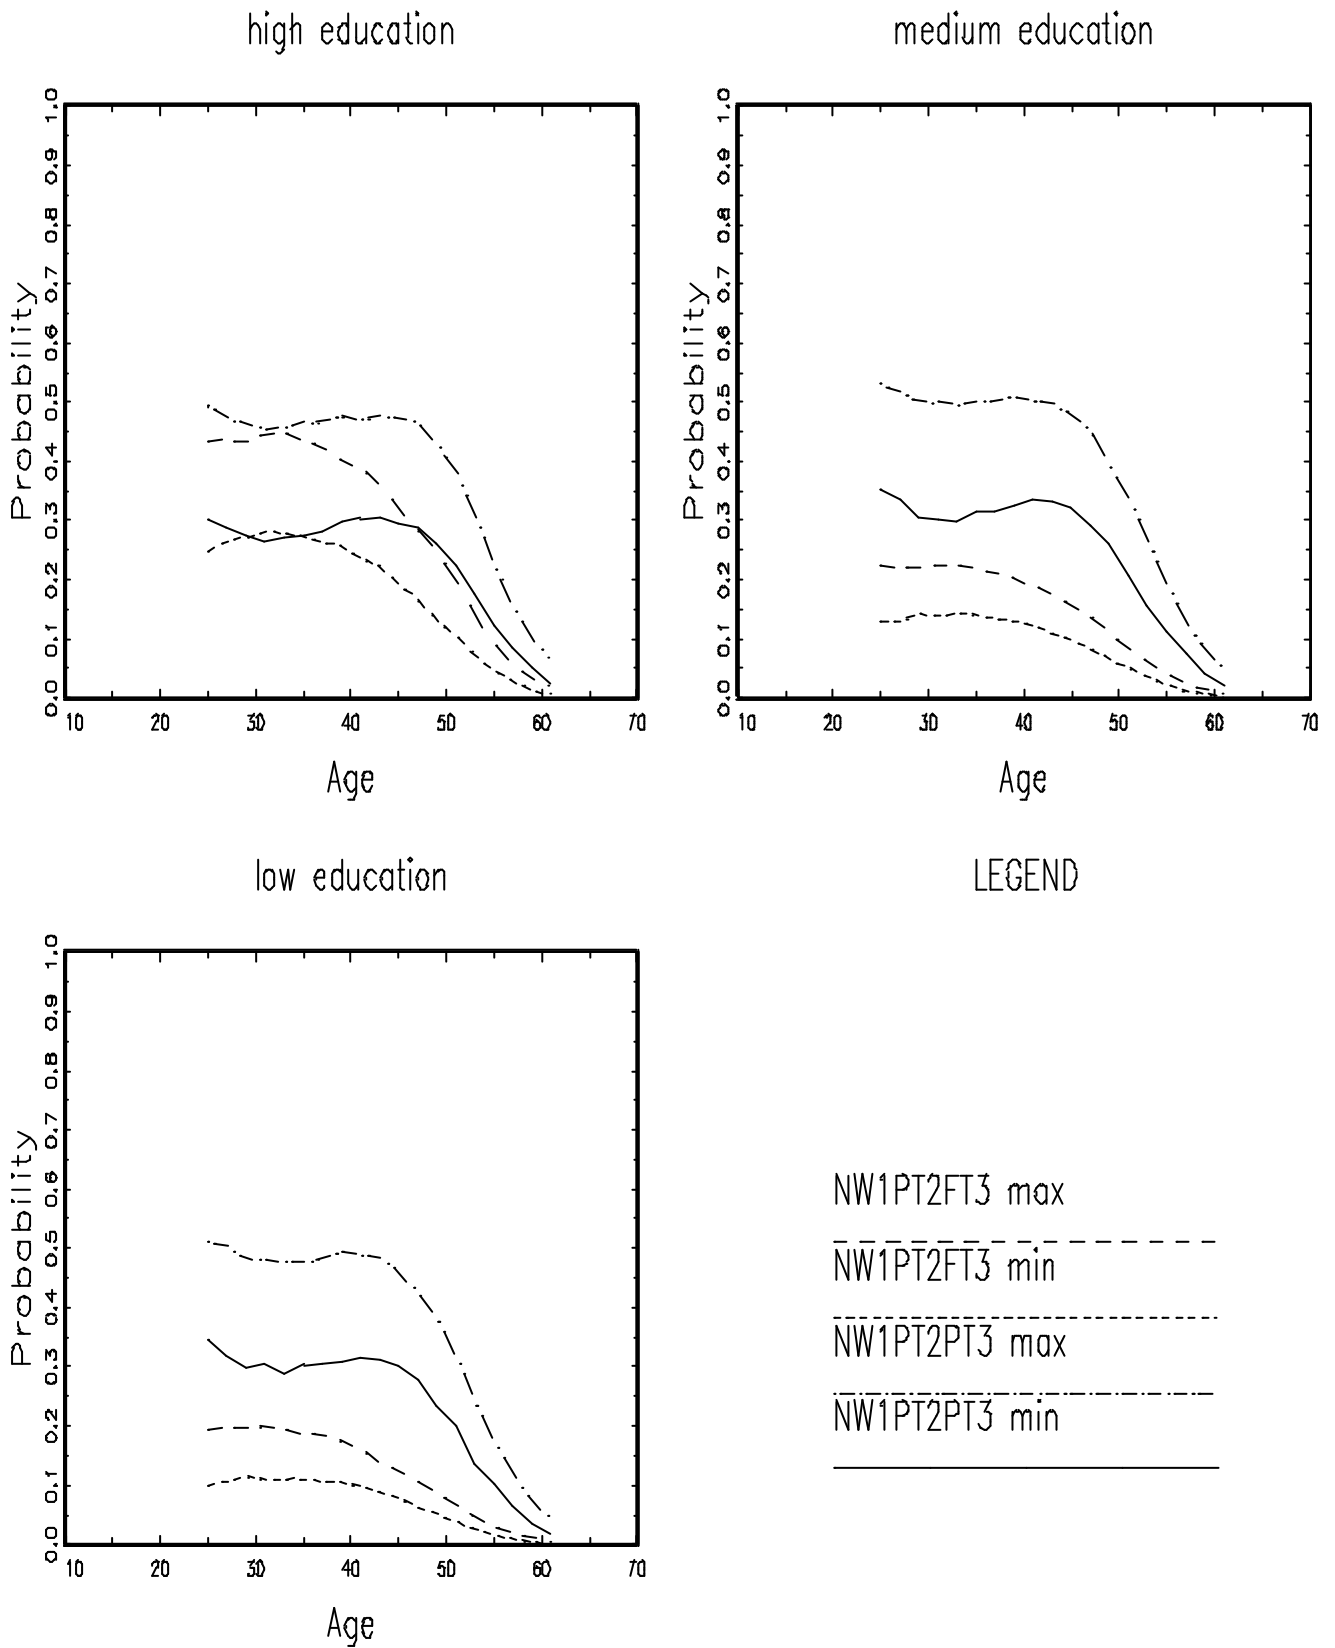 high education
medium education
Probability
0.0 0.1 0.2 0.3 0.4 0.5 0.6 0.7 0.8 0.9 1.0
10 20 30 40 50 60 70
Age
Probability
0.0 0.1 0.2 0.3 0.4 0.5 0.6 0.7 0.8 0.9 1.0
10 20 30 40 50 60 70
Age
low education
LEGEND
Probability
0.0 0.1 0.2 0.3 0.4 0.5 0.6 0.7 0.8 0.9 1.0
10 20 30 40 50 60 70
Age
NW1PT2FT3 max
NW1PT2FT3 min
NW1PT2PT3 max
NW1PT2PT3 min